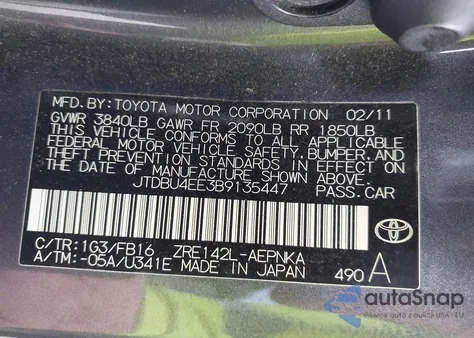 MFD. BY: TOYOTA MOTOR CORPORATION 02/11
GVWR 3840LB GAWR FR 2090LB RR 1850LB
THIS VEHICLE CONFORMS TO ALL APPLICABLE
FEDERAL MOTOR VEHICLE SAFETY, BUMPER, AND
THEFT PREVENTION STANDARDS IN EFFECT ON
THE DATE OF MANUFACTURE SHOWN ABOVE.
JTDBU4EE3B9135447 PASS.CAR
C/TR: 1G3/FB16 ZRE142L-AEPNKA
A/TM: -05A/U341E MADE IN JAPAN 490 A
autoSnap